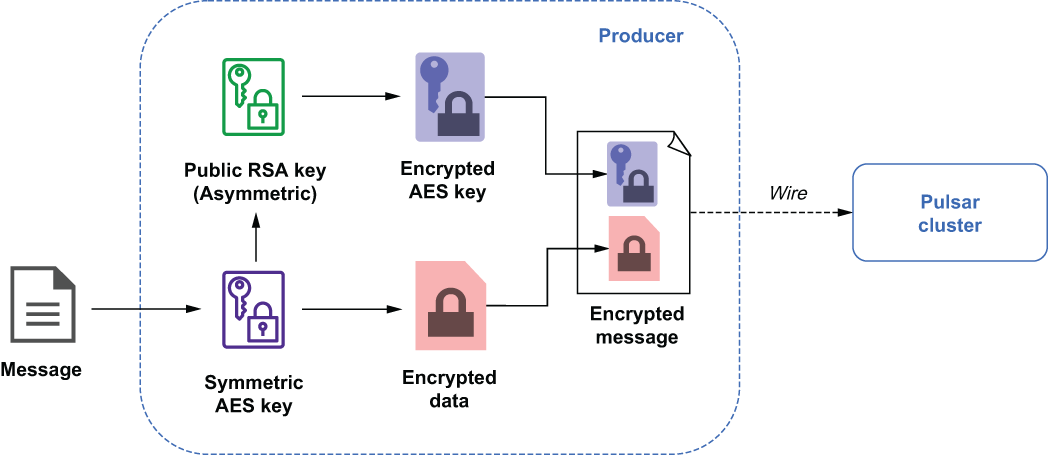 Producer
Public RSA key
(Asymmetric)
Encrypted
AES key
Wire
Pulsar
cluster
Message
Symmetric
AES key
Encrypted
data
Encrypted
message